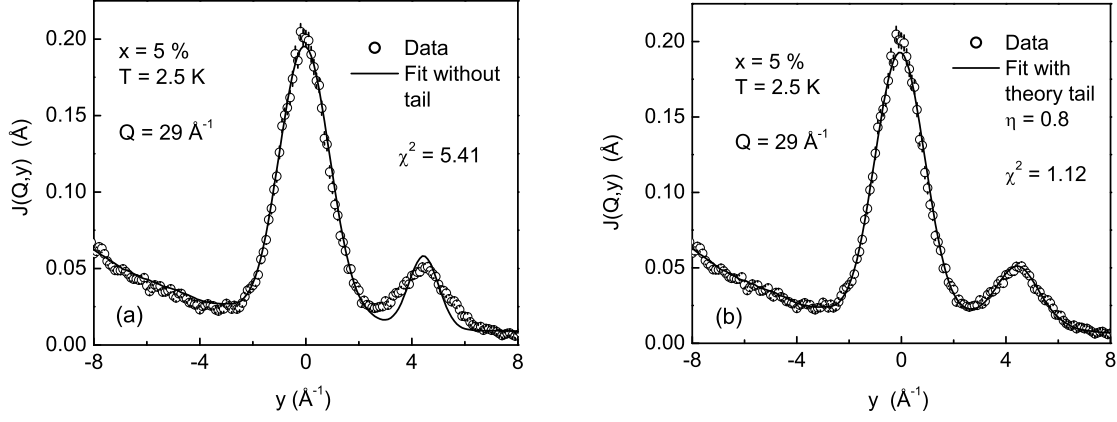 x = 5 %
T = 2.5 K
Q = 29 Å⁻¹
Data
Fit without
tail
χ² = 5.41
(a)
J(Q,y) (Å)
0.20
0.15
0.10
0.05
0.00
-8 -4 0 4 8
y (Å⁻¹)
x = 5 %
T = 2.5 K
Q = 29 Å⁻¹
Data
Fit with
theory tail
η = 0.8
χ² = 1.12
(b)
J(Q,y) (Å)
0.20
0.15
0.10
0.05
0.00
-8 -4 0 4 8
y (Å⁻¹)